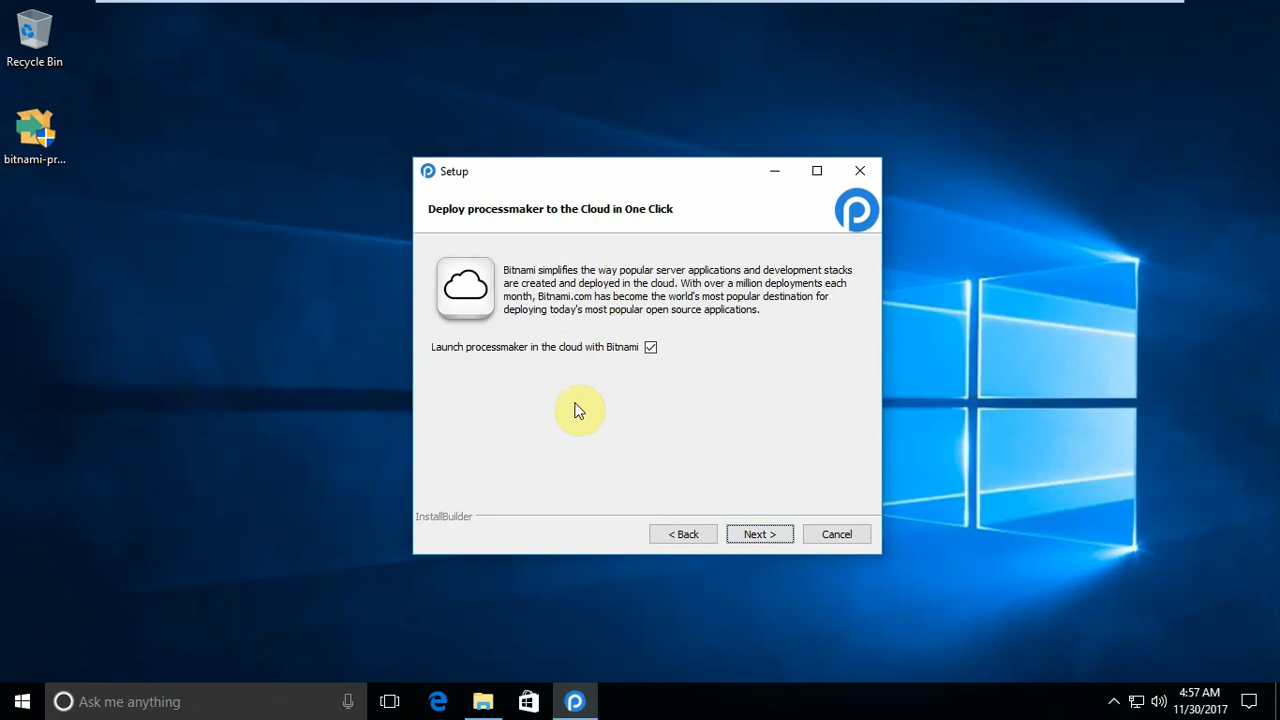 Recycle Bin
bitnami-pr...
Setup
Deploy processmaker to the Cloud in One Click
Bitnami simplifies the way popular server applications and development stacks
are created and deployed in the cloud. With over a million deployments each
month, Bitnami.com has become the world's most popular destination for
deploying today's most popular open source applications.
Launch processmaker in the cloud with Bitnami
InstallBuilder
< Back
Next >
Cancel
Ask me anything
4:57 AM
11/30/2017